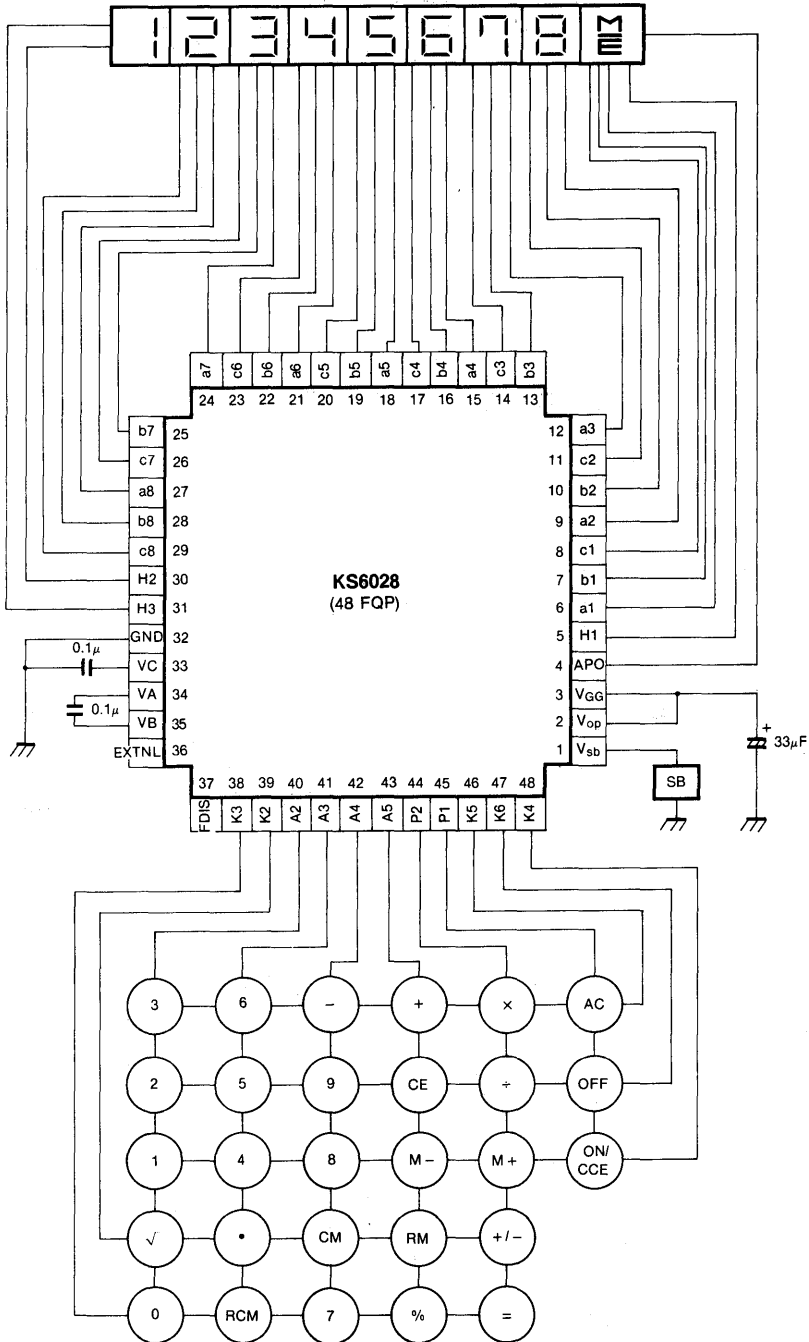 1 2 3 4 5 6 7 8 M E
a7 c6 b6 a6 c5 b5 a5 c4 b4 a4 c3 b3
24 23 22 21 20 19 18 17 16 15 14 13
b7 25
c7 26
a8 27
b8 28
c8 29
H2 30
H3 31
GND 32
0.1μ
VC 33
VA 34
0.1μ
VB 35
EXTNL 36
KS6028
(48 FQP)
12 a3
11 c2
10 b2
9 a2
8 c1
7 b1
6 a1
5 H1
4 APO
3 VGG
2 Vop
1 Vsb
+
33μF
SB
37 38 39 40 41 42 43 44 45 46 47 48
FDIS K3 K2 A2 A3 A4 A5 P2 P1 K5 K6 K4
3 6 − + × AC
2 5 9 CE ÷ OFF
1 4 8 M− M+ ON/
CCE
√ • CM RM +/−
0 RCM 7 % =